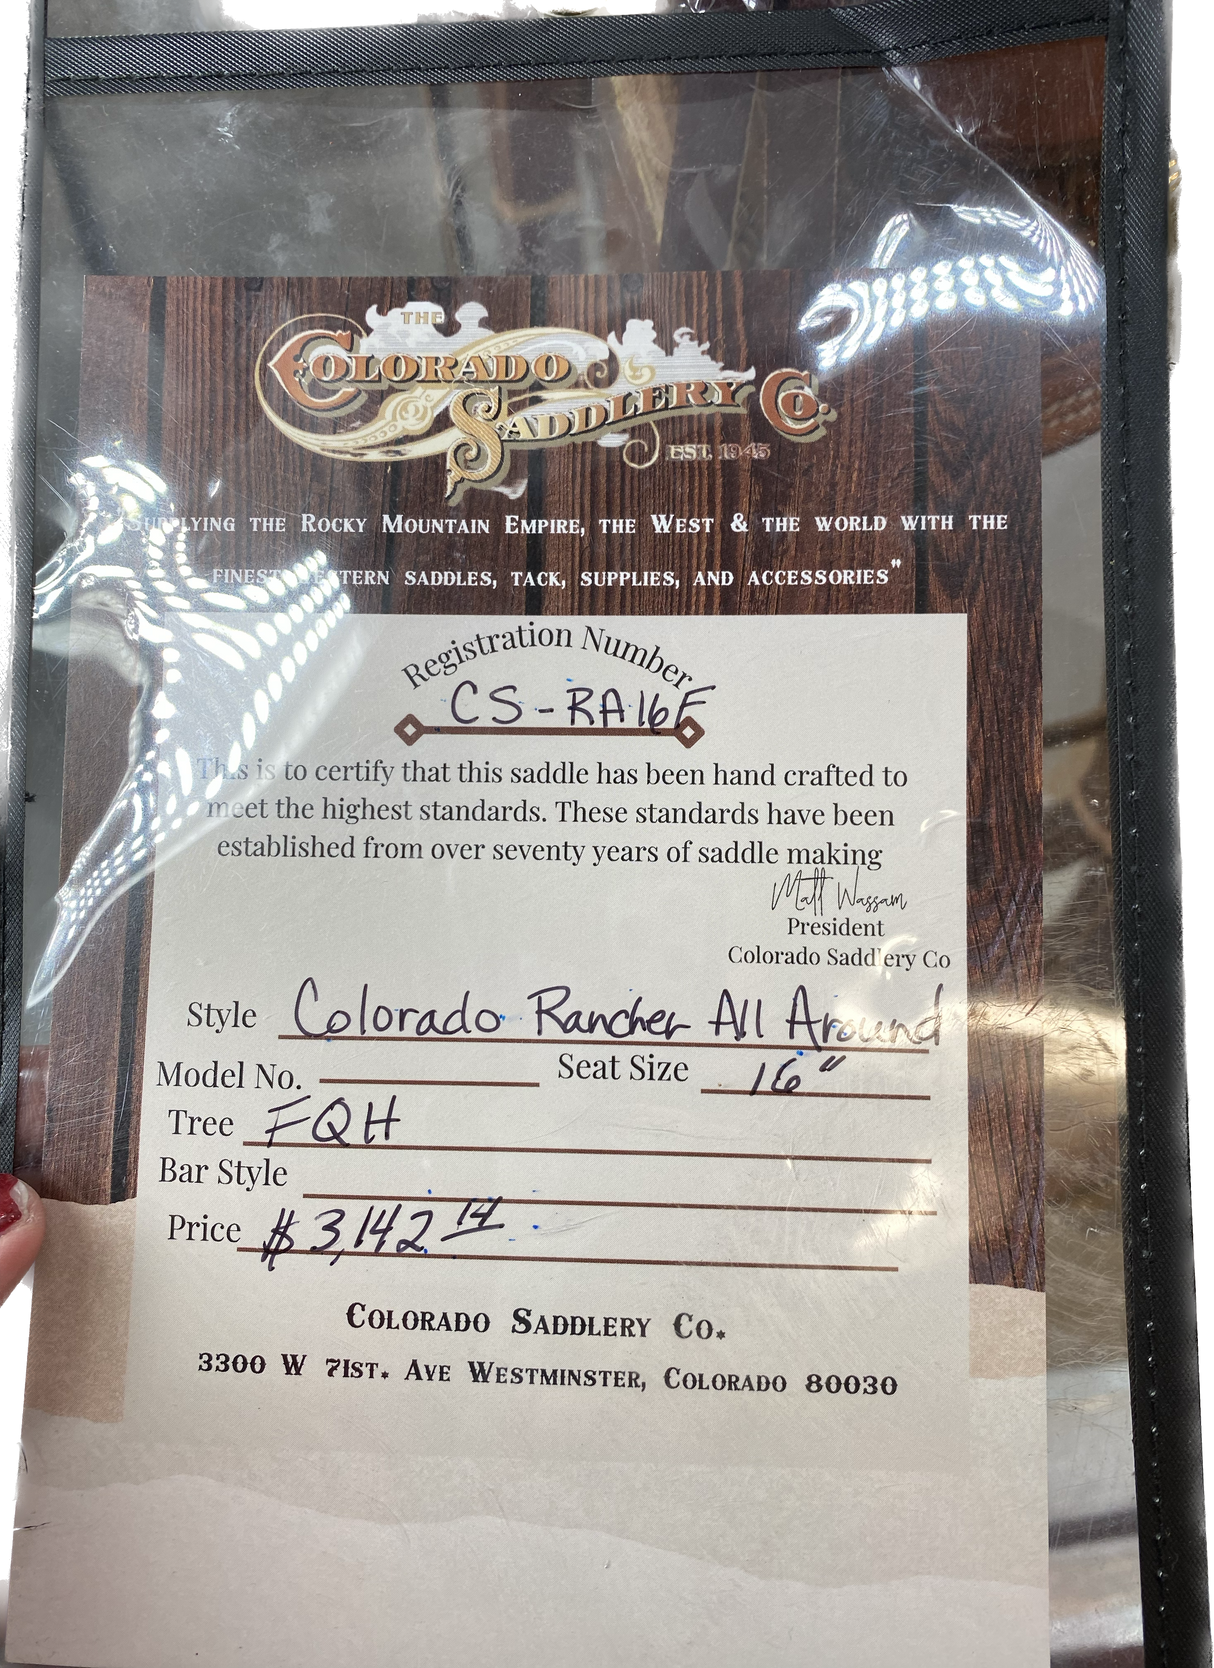 THE
COLORADO
SADDLERY CO.
EST. 1945
"SUPPLYING THE ROCKY MOUNTAIN EMPIRE, THE WEST & THE WORLD WITH THE
FINEST WESTERN SADDLES, TACK, SUPPLIES, AND ACCESSORIES"
Registration Number
CS-RA16F
This is to certify that this saddle has been hand crafted to
meet the highest standards. These standards have been
established from over seventy years of saddle making
Matt Wassam
President
Colorado Saddlery Co
Style Colorado Rancher All Around
Model No. Seat Size 16"
Tree FQH
Bar Style
Price $3,142 14
COLORADO SADDLERY CO.
3300 W 71ST. AVE WESTMINSTER, COLORADO 80030